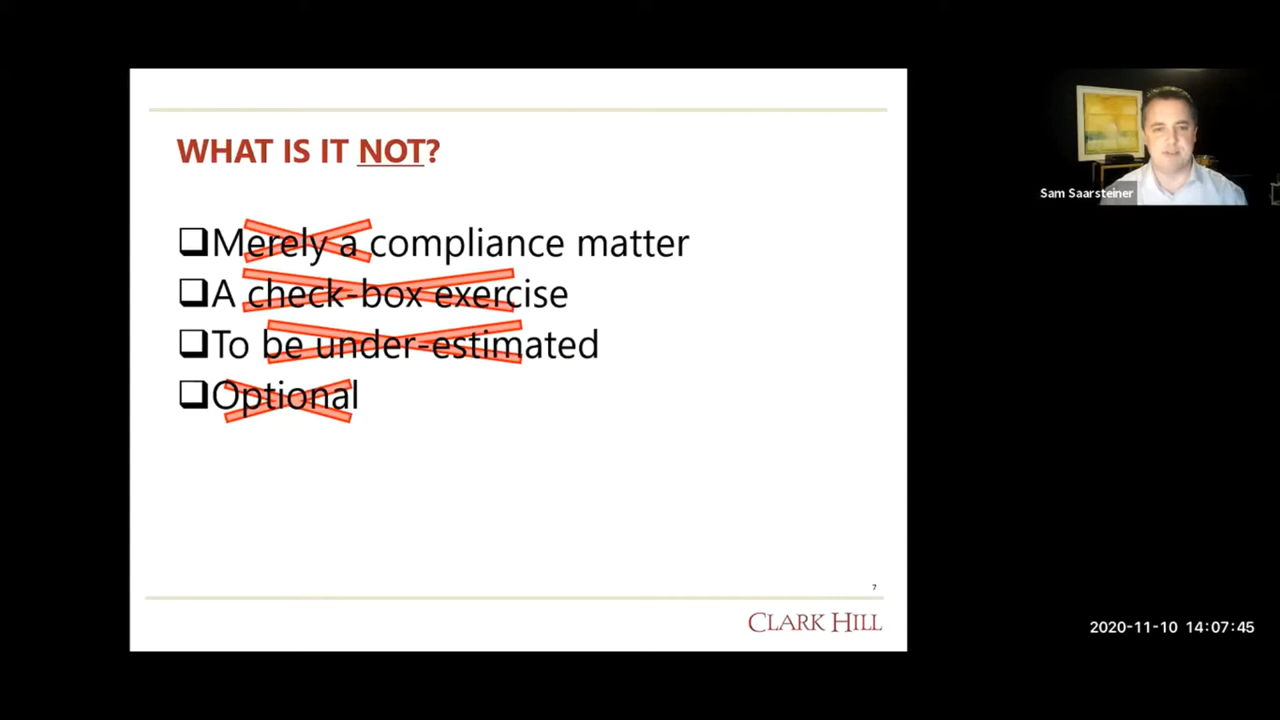 WHAT IS IT NOT?
Merely a compliance matter
A check-box exercise
To be under-estimated
Optional
7
CLARK HILL
Sam Saarsteiner
2020-11-10 14:07:45